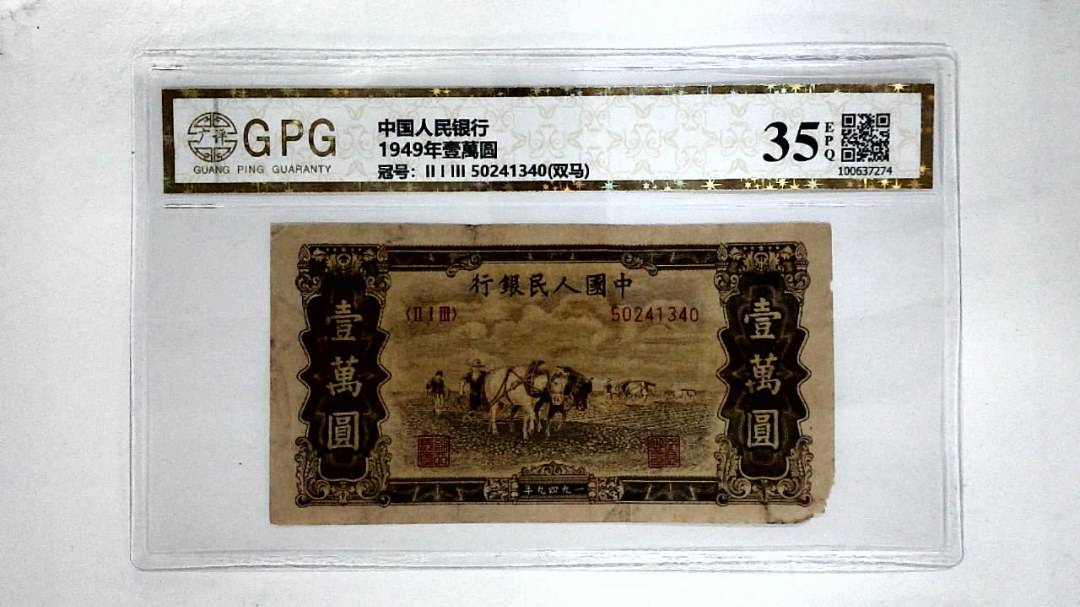 广评
GPG
GUANG PING GUARANTY
中国人民银行
1949年壹萬圆
冠号：II I III 50241340(双马)
35
EPQ
100637274
行銀民人國中
〈II I III〉
50241340
壹萬圓
壹萬圓
年九四九一